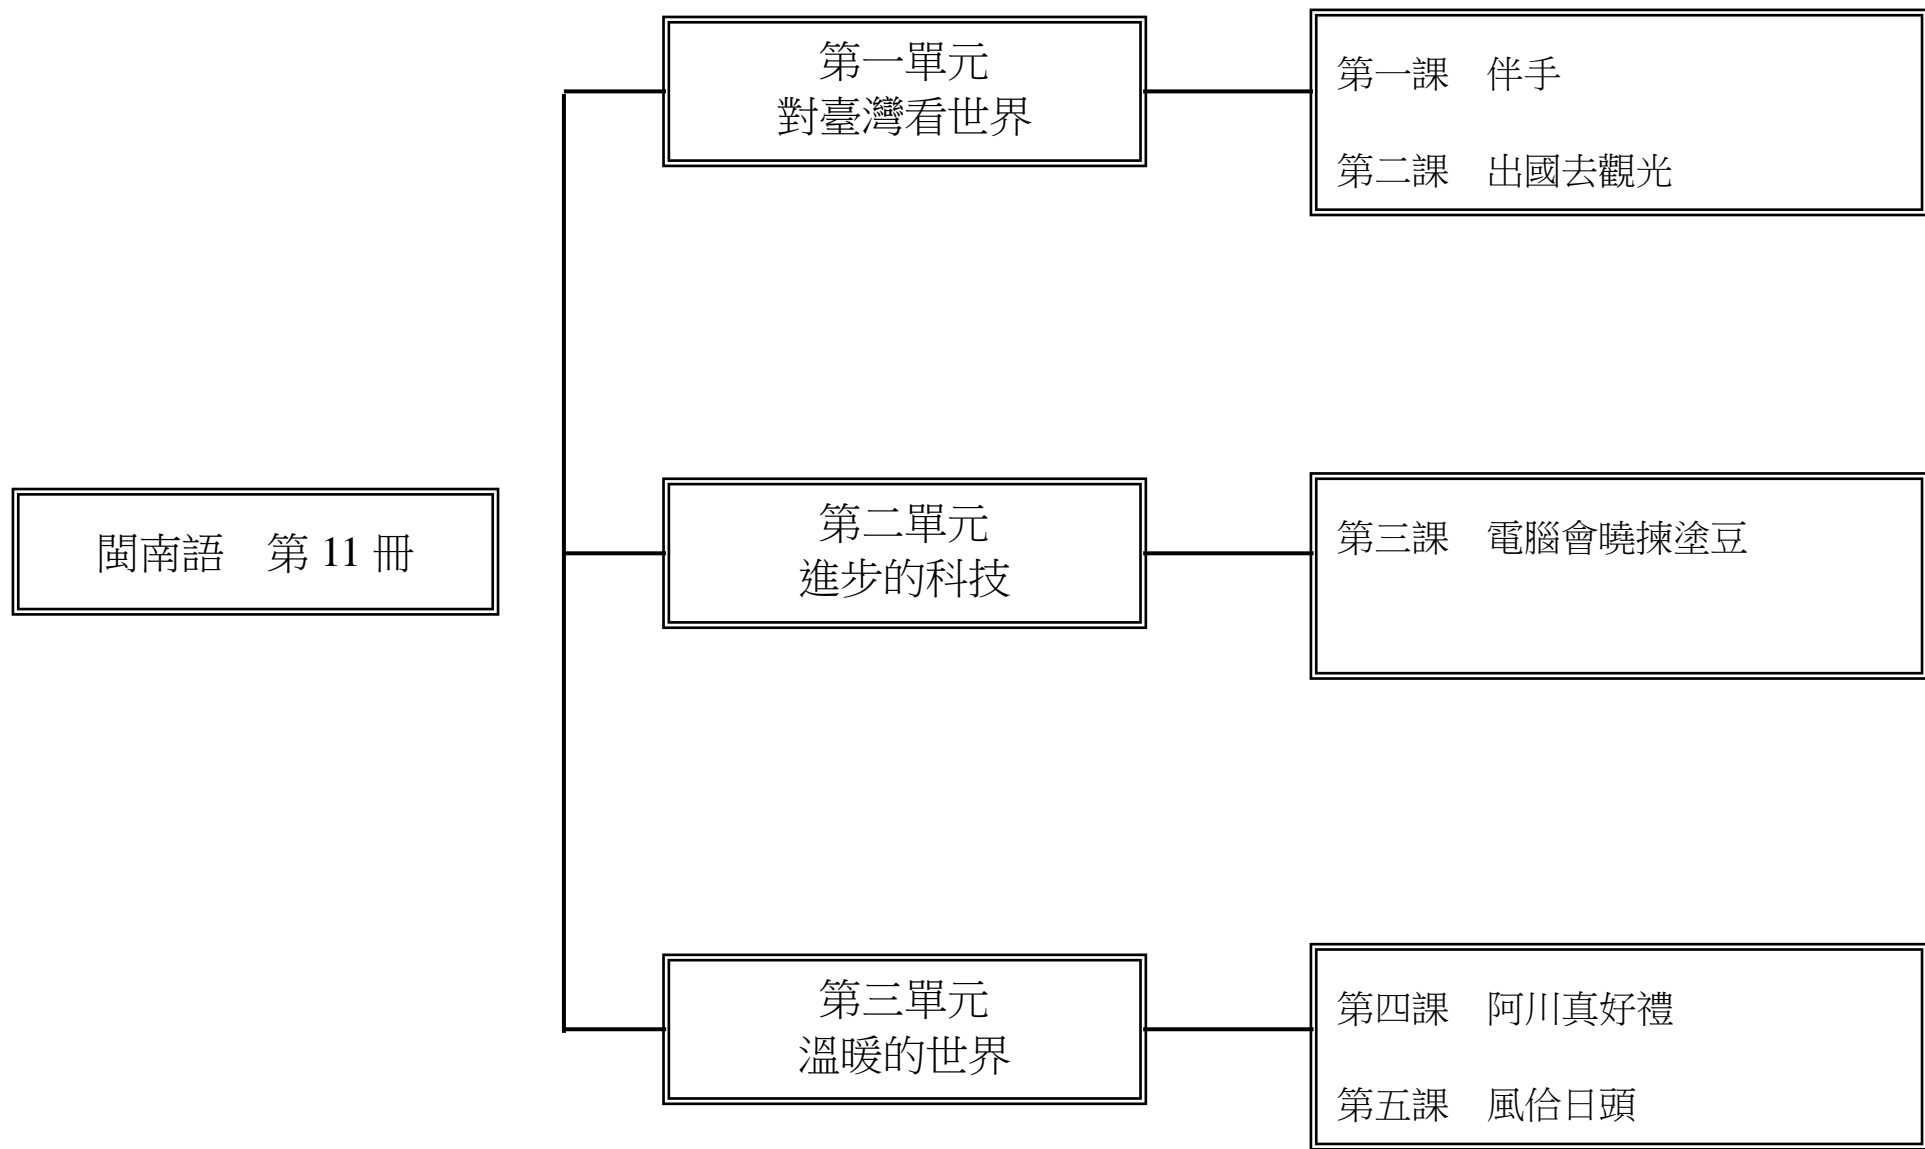 閩南語　第 11 冊
第一單元
對臺灣看世界
第一課　伴手
第二課　出國去觀光
第二單元
進步的科技
第三課　電腦會曉揀塗豆
第三單元
溫暖的世界
第四課　阿川真好禮
第五課　風佮日頭